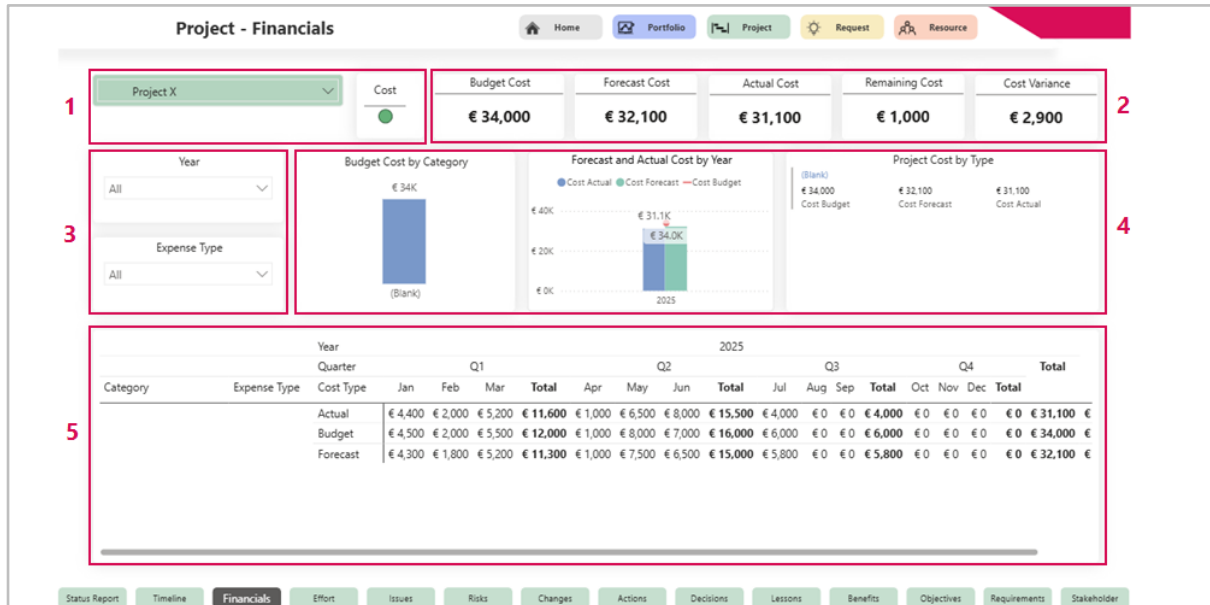 Project - Financials
Home
Portfolio
Project
Request
Resource
1
Project X
Cost
Budget Cost
€ 34,000
Forecast Cost
€ 32,100
Actual Cost
€ 31,100
Remaining Cost
€ 1,000
Cost Variance
€ 2,900
2
3
Year
All
Expense Type
All
Budget Cost by Category
€ 34K
(Blank)
Forecast and Actual Cost by Year
Cost Actual Cost Forecast Cost Budget
€ 40K
€ 20K
€ 0K
€ 31.1K
€ 34.0K
2025
Project Cost by Type
(Blank)
€ 34,000 € 32,100 € 31,100
Cost Budget Cost Forecast Cost Actual
4
5
Year 2025
Quarter Q1 Q2 Q3 Q4 Total
Category Expense Type Cost Type Jan Feb Mar Total Apr May Jun Total Jul Aug Sep Total Oct Nov Dec Total
Actual € 4,400 € 2,000 € 5,200 € 11,600 € 1,000 € 6,500 € 8,000 € 15,500 € 4,000 € 0 € 0 € 4,000 € 0 € 0 € 0 € 0 € 31,100 €
Budget € 4,500 € 2,000 € 5,500 € 12,000 € 1,000 € 8,000 € 7,000 € 16,000 € 6,000 € 0 € 0 € 6,000 € 0 € 0 € 0 € 0 € 34,000 €
Forecast € 4,300 € 1,800 € 5,200 € 11,300 € 1,000 € 7,500 € 6,500 € 15,000 € 5,800 € 0 € 0 € 5,800 € 0 € 0 € 0 € 0 € 32,100 €
Status Report Timeline Financials Effort Issues Risks Changes Actions Decisions Lessons Benefits Objectives Requirements Stakeholder